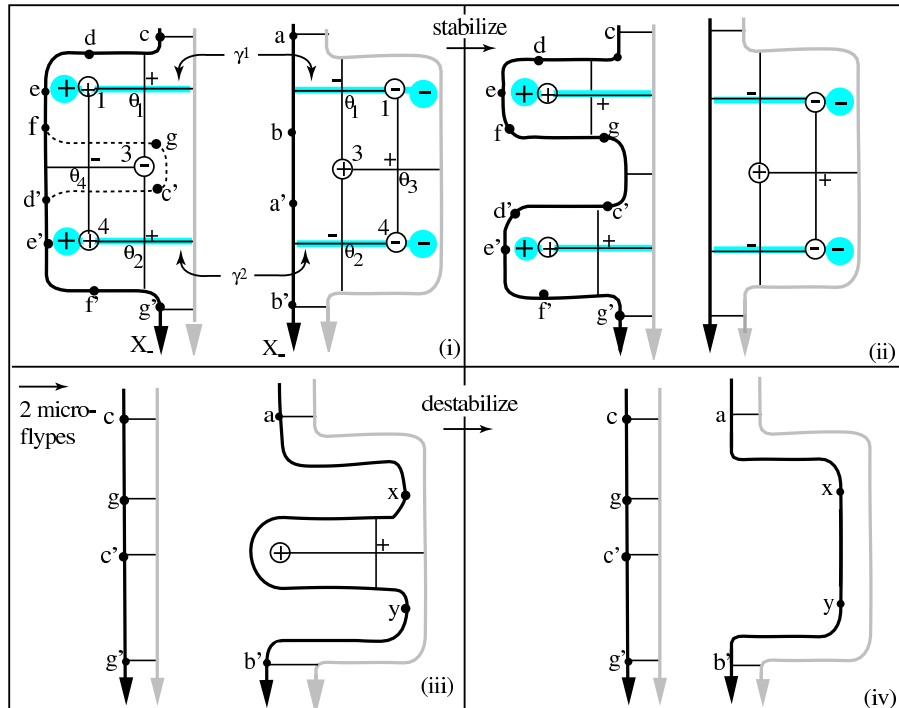 c a stabilize c
d γ¹ d
+ + + θ₁ - θ₁ - - + + + - - -
e 1 1 e
f g b f g
3 - - θ₄ + 3 + θ₃ - + +
d' c' a' d' c'
+ + 4 + θ₂ - θ₂ 4 - - + + + - - -
e' e'
γ²
f' g' b' f' g'
X₋ X₋ (i) (ii)
2 micro-
flypes
destabilize
c a c a
g x g x
c' + + c'
y y
g' b' g' b'
(iii) (iv)